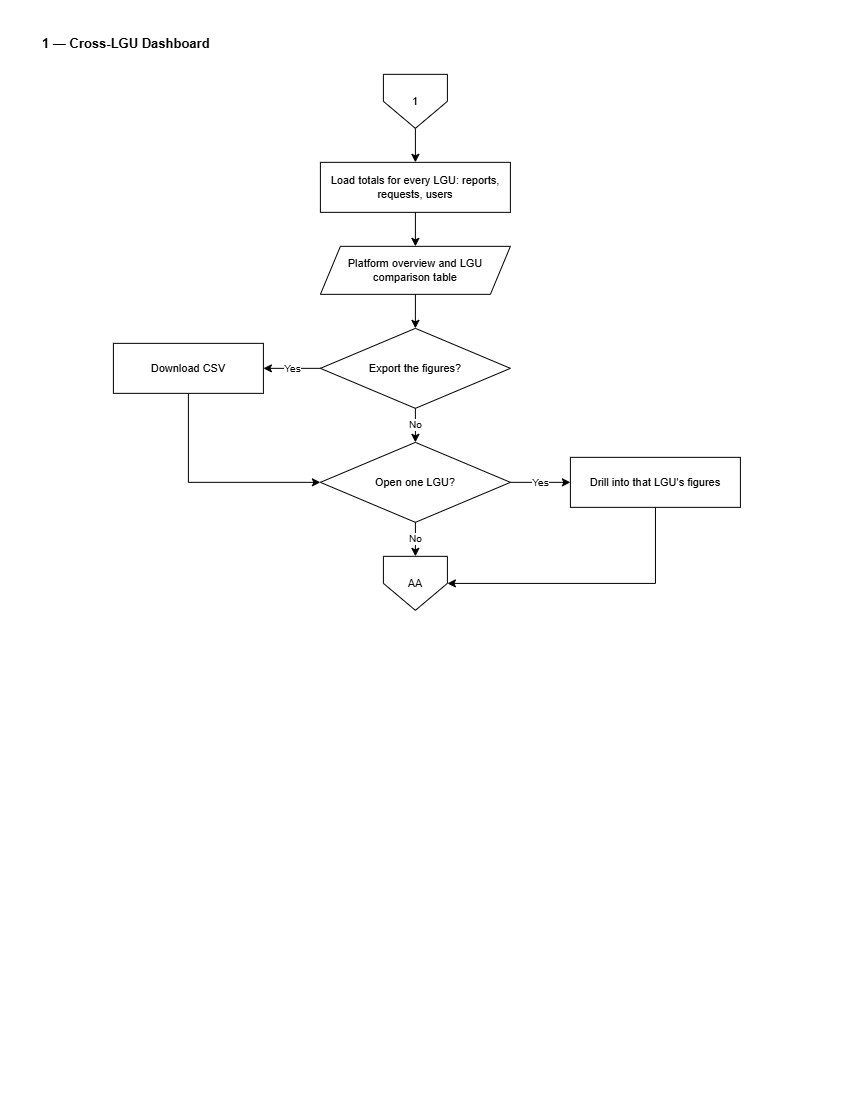 1 — Cross-LGU Dashboard
1
Load totals for every LGU: reports,
requests, users
Platform overview and LGU
comparison table
Export the figures?
Yes
Download CSV
No
Open one LGU?
Yes
Drill into that LGU's figures
No
AA